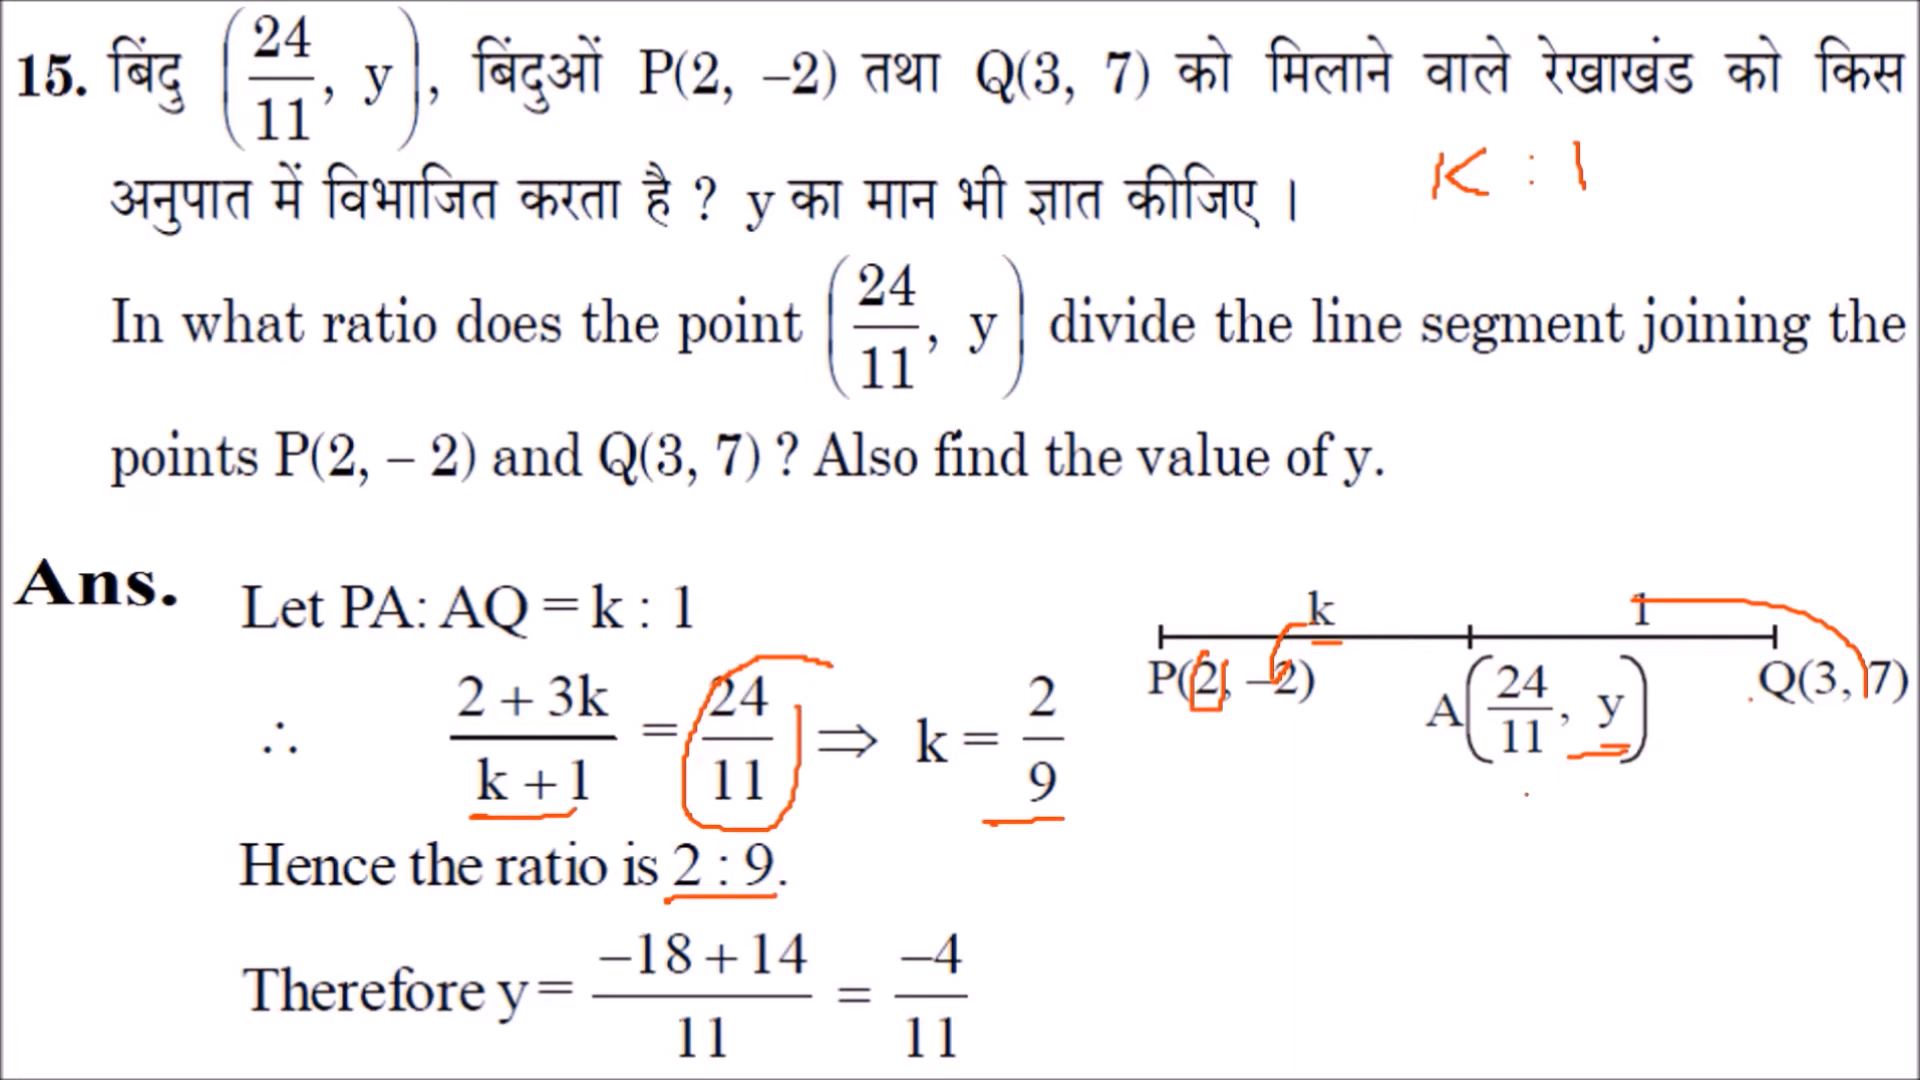 15. बिंदु (24/11, y), बिंदुओं P(2, –2) तथा Q(3, 7) को मिलाने वाले रेखाखंड को किस
अनुपात में विभाजित करता है ? y का मान भी ज्ञात कीजिए ।
K : 1
In what ratio does the point (24/11, y) divide the line segment joining the
points P(2, – 2) and Q(3, 7) ? Also find the value of y.
Ans. Let PA: AQ = k : 1
k 1
P(2, –2) A(24/11, y) Q(3, 7)
∴ (2 + 3k)/(k + 1) = 24/11 ⇒ k = 2/9
Hence the ratio is 2 : 9.
Therefore y = (–18 + 14)/11 = –4/11